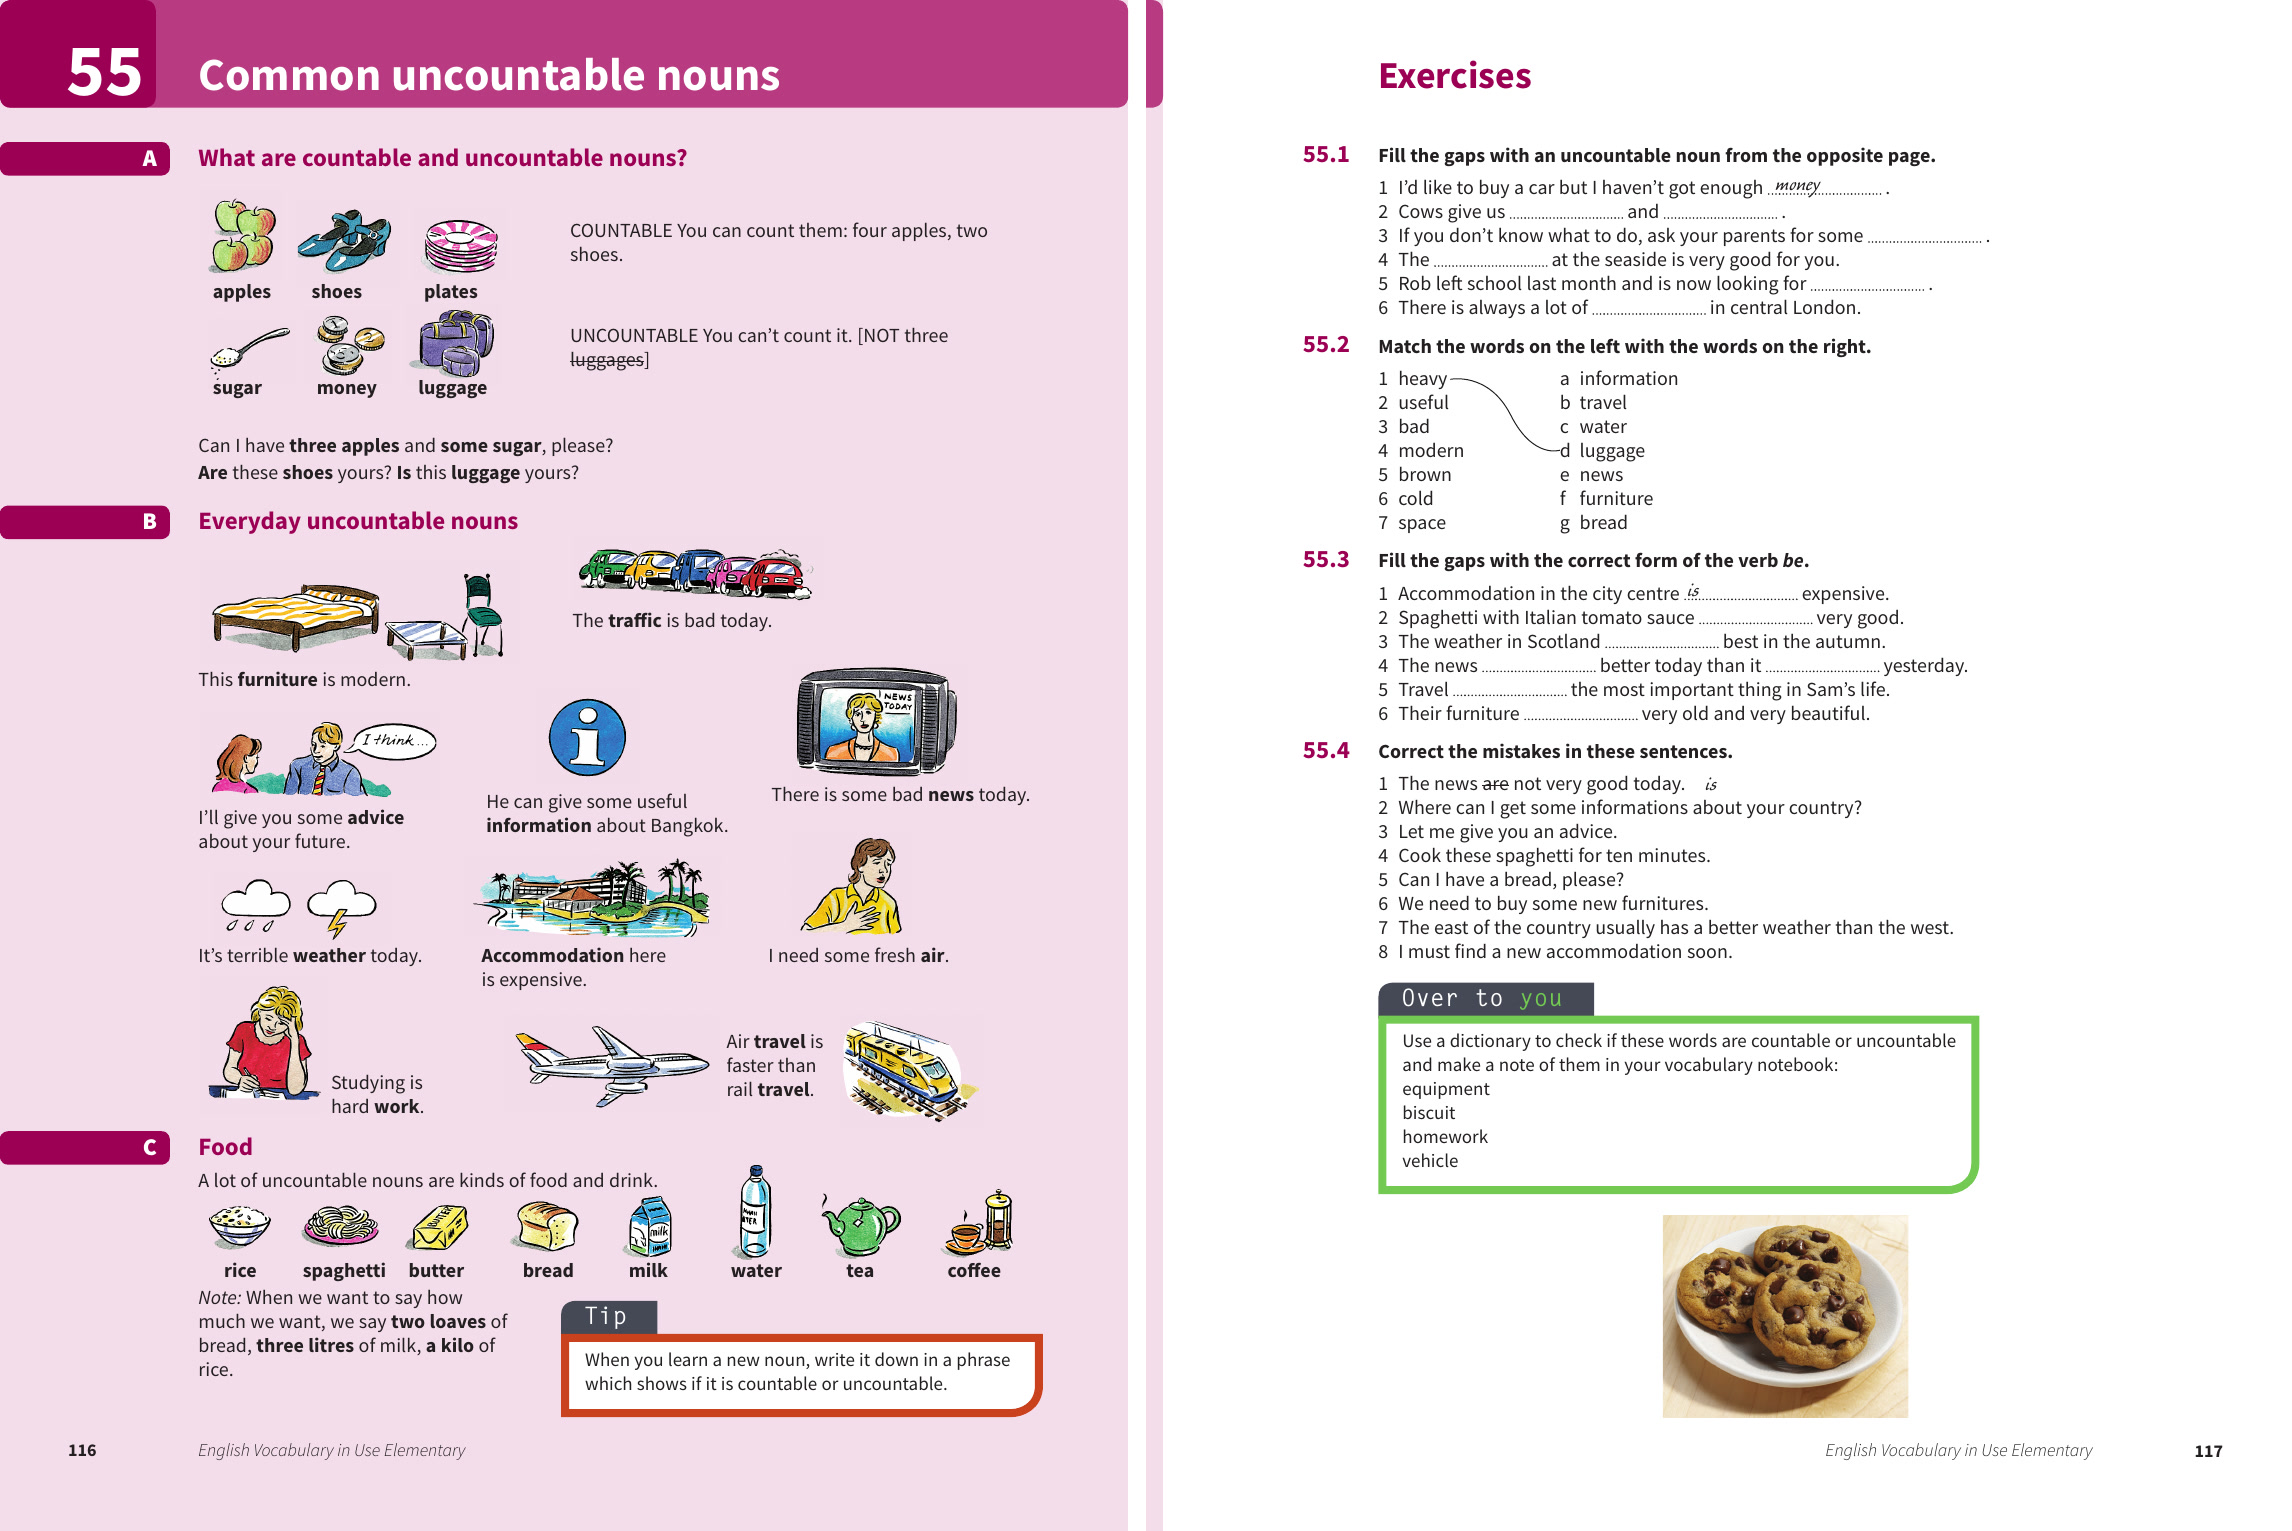 55
Common uncountable nouns
A
What are countable and uncountable nouns?
apples shoes plates
COUNTABLE You can count them: four apples, two
shoes.
sugar money luggage
UNCOUNTABLE You can't count it. [NOT three
luggages]
Can I have three apples and some sugar, please?
Are these shoes yours? Is this luggage yours?
B
Everyday uncountable nouns
This furniture is modern.
The traffic is bad today.
I think...
I'll give you some advice
about your future.
i
He can give some useful
information about Bangkok.
NEWS
TODAY
There is some bad news today.
It's terrible weather today.
Accommodation here
is expensive.
I need some fresh air.
Studying is
hard work.
Air travel is
faster than
rail travel.
C
Food
A lot of uncountable nouns are kinds of food and drink.
BUTTER
milk
rice spaghetti butter bread milk water tea coffee
Note: When we want to say how
much we want, we say two loaves of
bread, three litres of milk, a kilo of
rice.
Tip
When you learn a new noun, write it down in a phrase
which shows if it is countable or uncountable.
116
English Vocabulary in Use Elementary
Exercises
55.1 Fill the gaps with an uncountable noun from the opposite page.
1 I'd like to buy a car but I haven't got enough money .
2 Cows give us .............................. and .............................. .
3 If you don't know what to do, ask your parents for some .............................. .
4 The .............................. at the seaside is very good for you.
5 Rob left school last month and is now looking for .............................. .
6 There is always a lot of .............................. in central London.
55.2 Match the words on the left with the words on the right.
1 heavy a information
2 useful b travel
3 bad c water
4 modern d luggage
5 brown e news
6 cold f furniture
7 space g bread
55.3 Fill the gaps with the correct form of the verb be.
1 Accommodation in the city centre is expensive.
2 Spaghetti with Italian tomato sauce .............................. very good.
3 The weather in Scotland .............................. best in the autumn.
4 The news .............................. better today than it .............................. yesterday.
5 Travel .............................. the most important thing in Sam's life.
6 Their furniture .............................. very old and very beautiful.
55.4 Correct the mistakes in these sentences.
1 The news are not very good today. is
2 Where can I get some informations about your country?
3 Let me give you an advice.
4 Cook these spaghetti for ten minutes.
5 Can I have a bread, please?
6 We need to buy some new furnitures.
7 The east of the country usually has a better weather than the west.
8 I must find a new accommodation soon.
Over to you
Use a dictionary to check if these words are countable or uncountable
and make a note of them in your vocabulary notebook:
equipment
biscuit
homework
vehicle
English Vocabulary in Use Elementary
117